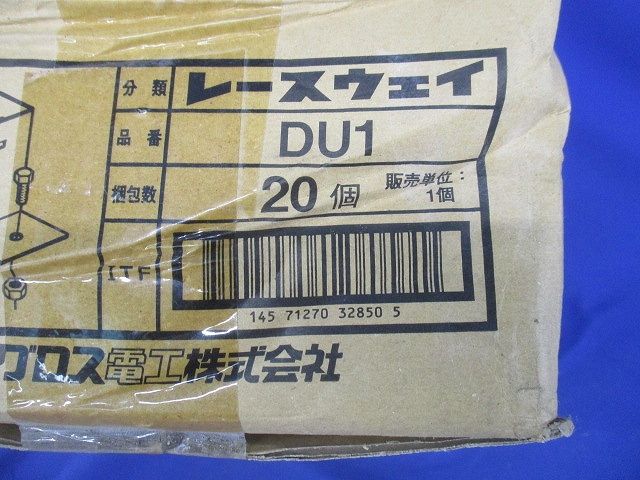 分類 レースウェイ
品番 DU1
梱包数 20個 販売単位：1個
ITF
145 71270 32850 5
グロス電工株式会社